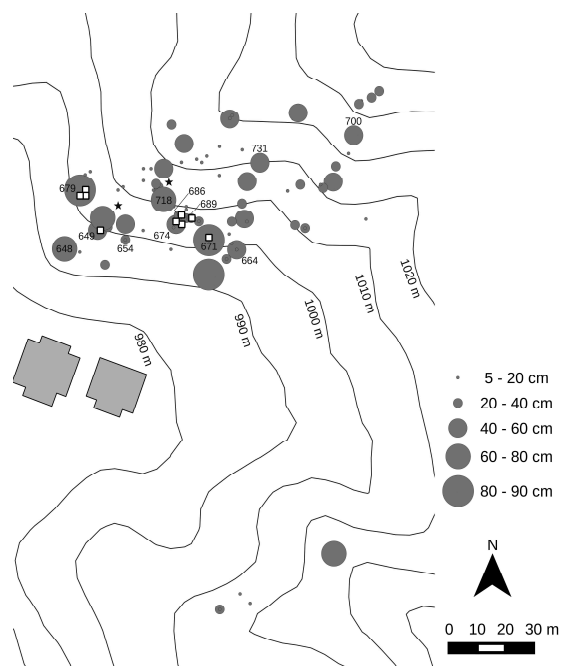 700
731
679
686
718
689
649
674
671
648
654
664
1020 m
1010 m
1000 m
990 m
980 m
5 - 20 cm
20 - 40 cm
40 - 60 cm
60 - 80 cm
80 - 90 cm
N
0 10 20 30 m